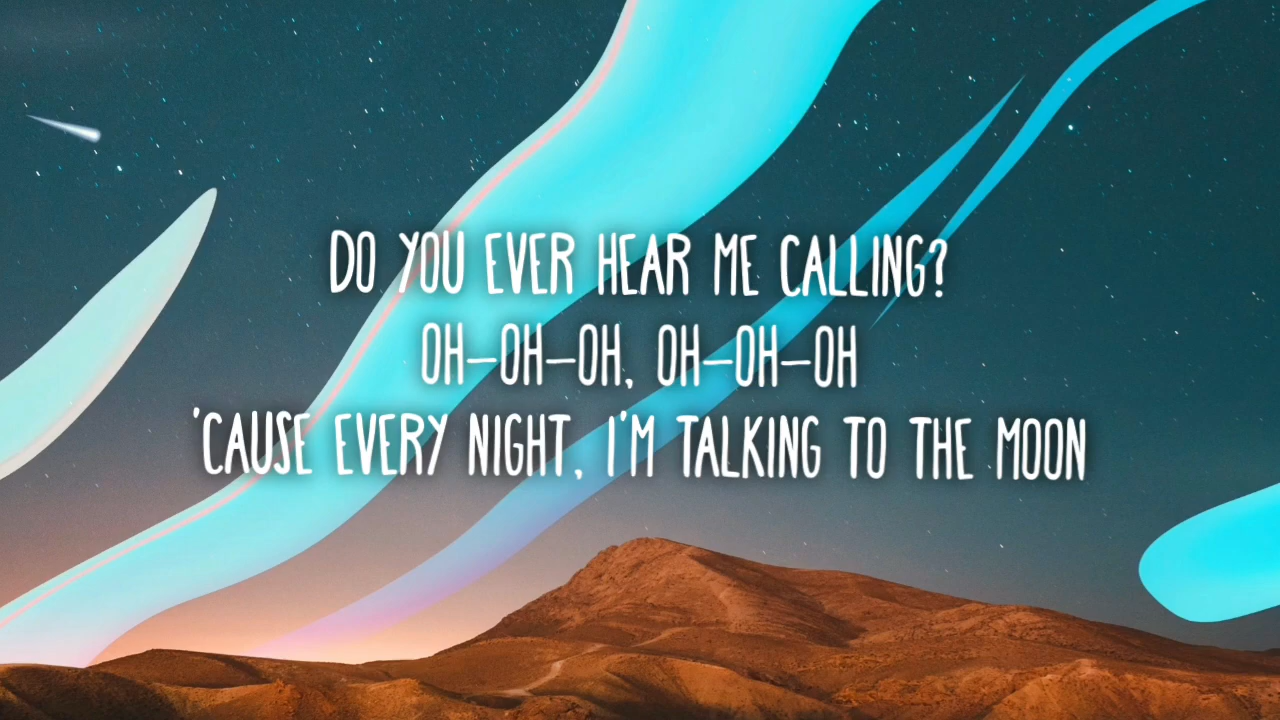 DO YOU EVER HEAR ME CALLING?
OH-OH-OH, OH-OH-OH
'CAUSE EVERY NIGHT, I'M TALKING TO THE MOON